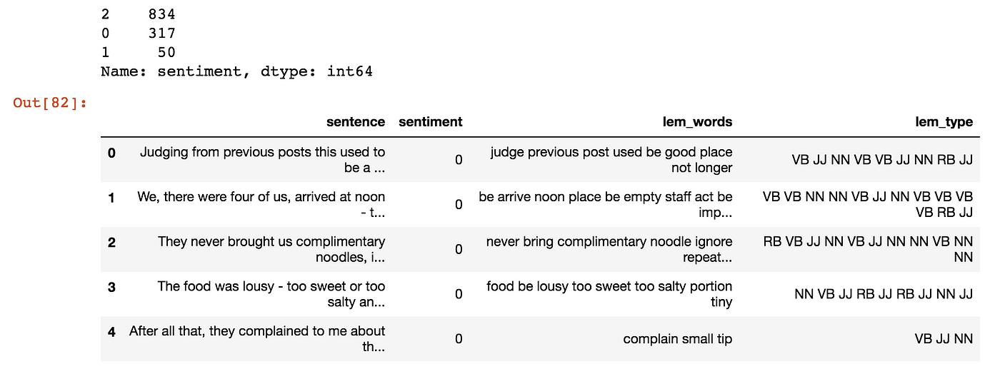 2 834
0 317
1 50
Name: sentiment, dtype: int64
Out[82]:
sentence sentiment lem_words lem_type
0 Judging from previous posts this used to be a ... 0 judge previous post used be good place not longer VB JJ NN VB VB JJ NN RB JJ
1 We, there were four of us, arrived at noon - t... 0 be arrive noon place be empty staff act be imp... VB VB NN NN VB JJ NN VB VB VB VB RB JJ
2 They never brought us complimentary noodles, i... 0 never bring complimentary noodle ignore repeat... RB VB JJ NN VB JJ NN NN VB NN NN
3 The food was lousy - too sweet or too salty an... 0 food be lousy too sweet too salty portion tiny NN VB JJ RB JJ RB JJ NN JJ
4 After all that, they complained to me about th... 0 complain small tip VB JJ NN